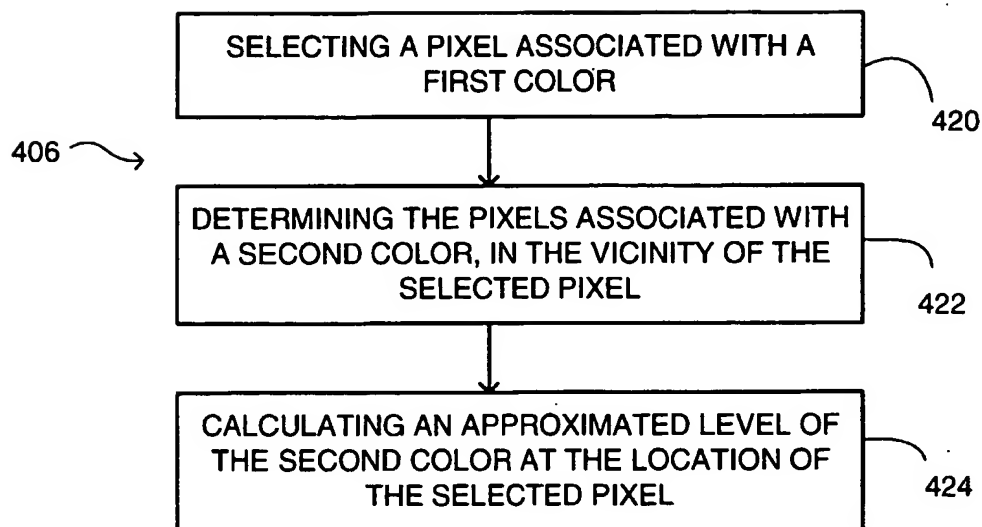 SELECTING A PIXEL ASSOCIATED WITH A
FIRST COLOR
420
406
DETERMINING THE PIXELS ASSOCIATED WITH
A SECOND COLOR, IN THE VICINITY OF THE
SELECTED PIXEL
422
CALCULATING AN APPROXIMATED LEVEL OF
THE SECOND COLOR AT THE LOCATION OF
THE SELECTED PIXEL
424